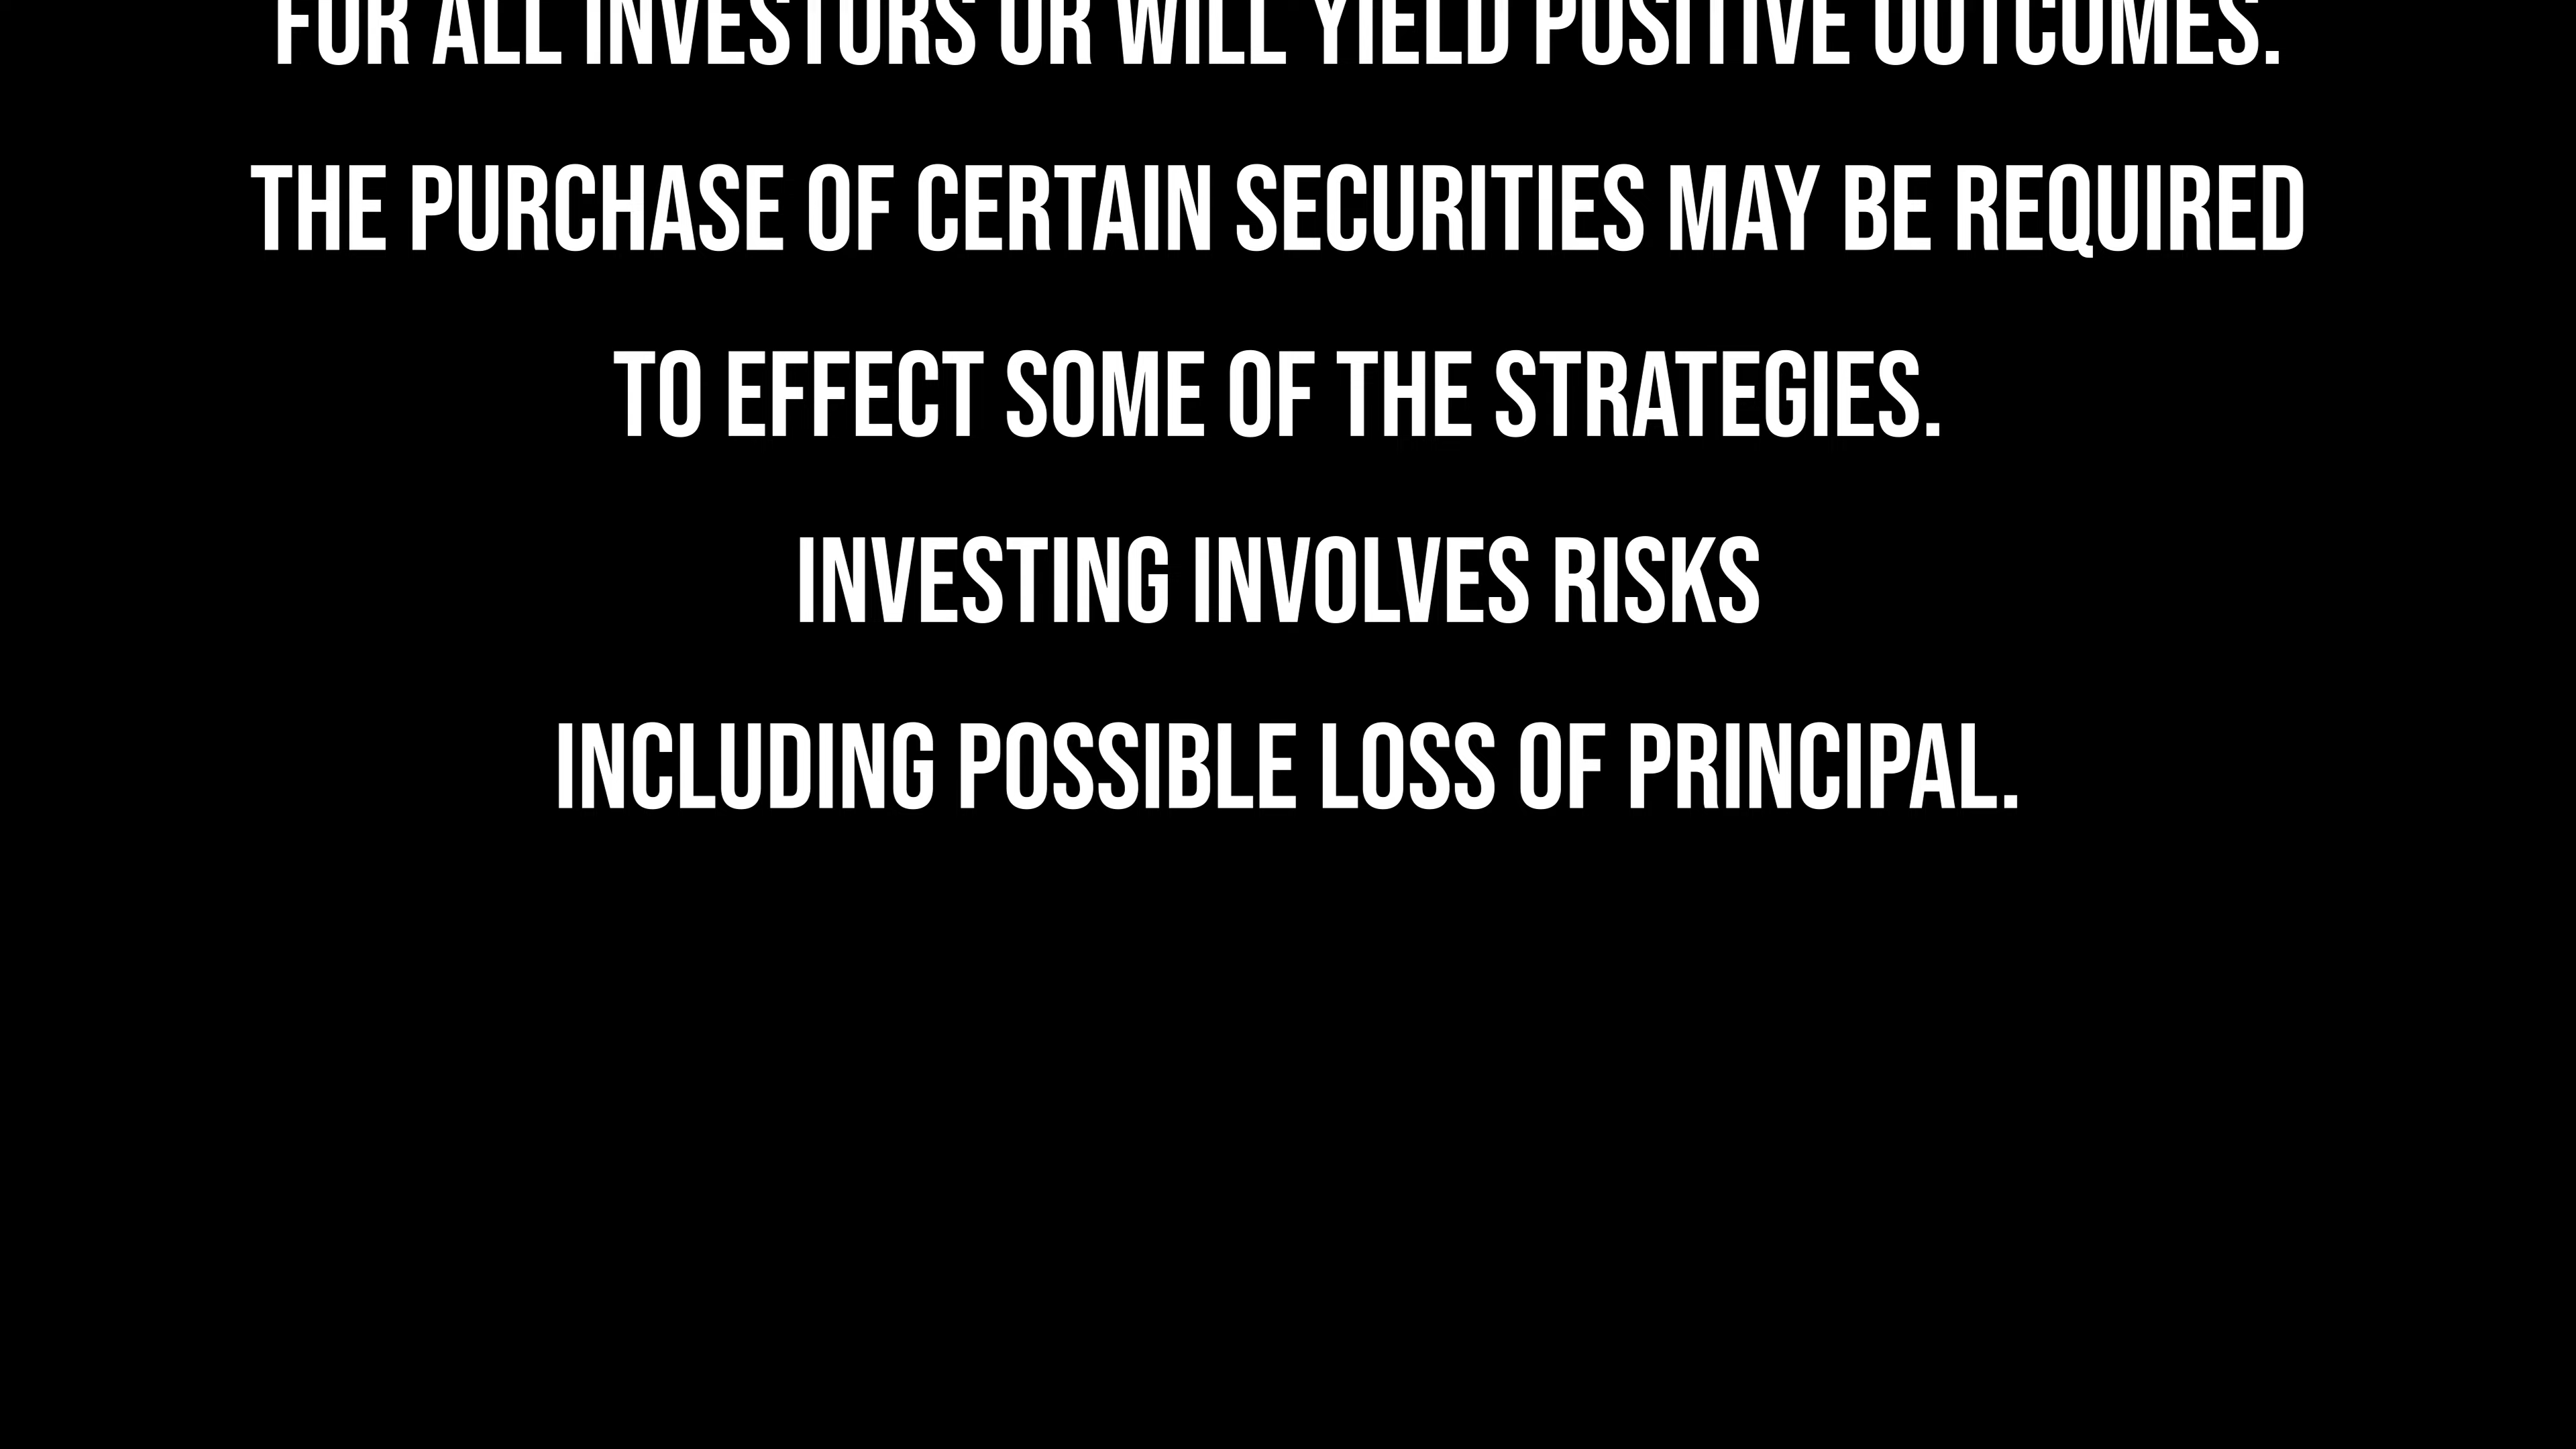 FOR ALL INVESTORS OR WILL YIELD POSITIVE OUTCOMES.
THE PURCHASE OF CERTAIN SECURITIES MAY BE REQUIRED
TO EFFECT SOME OF THE STRATEGIES.
INVESTING INVOLVES RISKS
INCLUDING POSSIBLE LOSS OF PRINCIPAL.